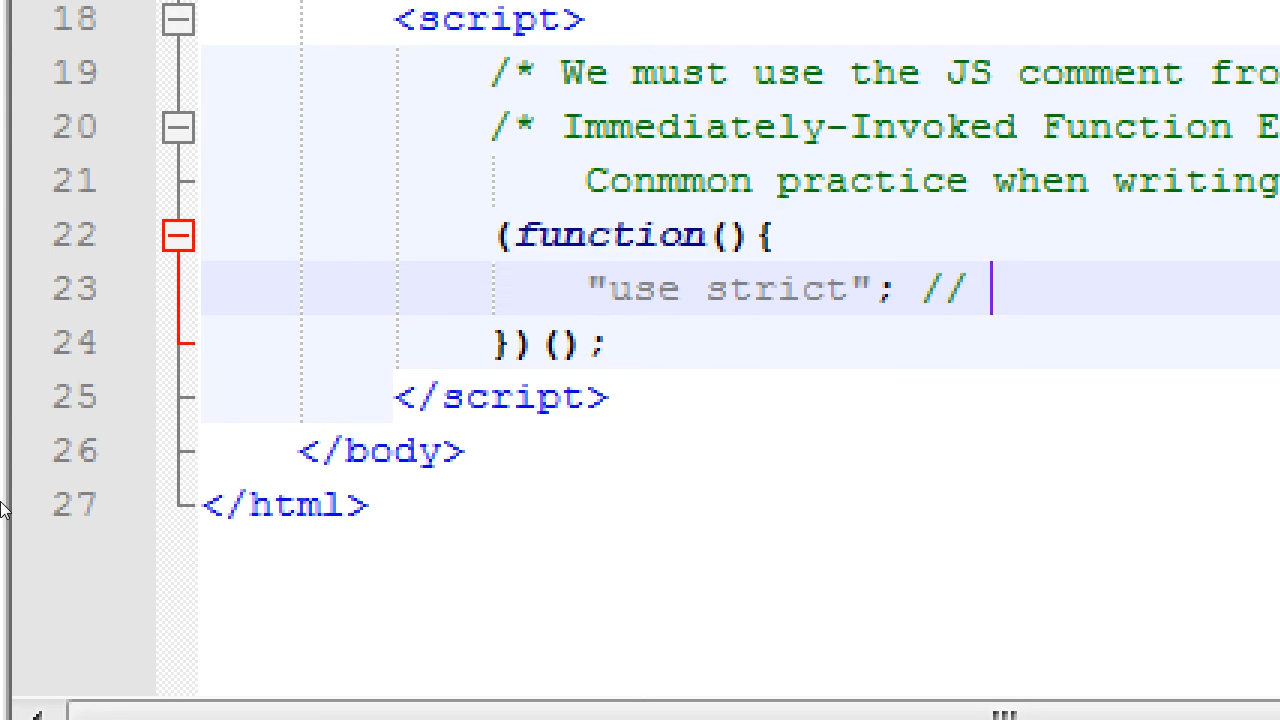 18 <script>
19 /* We must use the JS comment fro
20 /* Immediately-Invoked Function E
21 Conmmon practice when writing
22 (function(){
23 "use strict"; //
24 })();
25 </script>
26 </body>
27 </html>